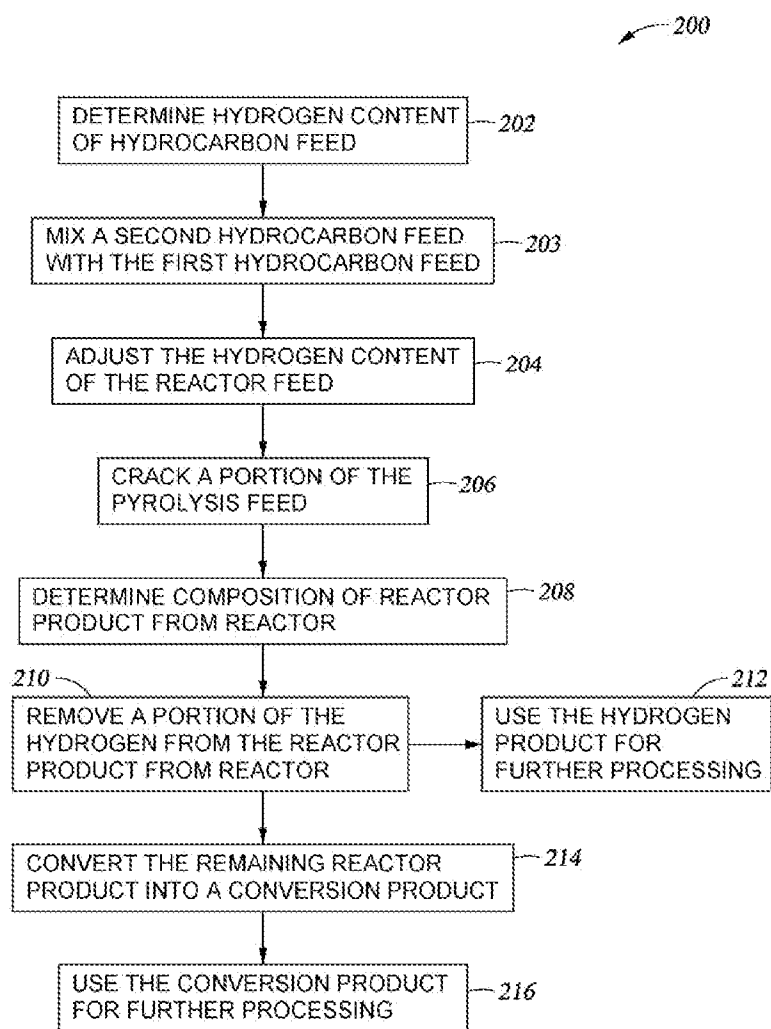 200
DETERMINE HYDROGEN CONTENT
OF HYDROCARBON FEED
202
MIX A SECOND HYDROCARBON FEED
WITH THE FIRST HYDROCARBON FEED
203
ADJUST THE HYDROGEN CONTENT
OF THE REACTOR FEED
204
CRACK A PORTION OF THE
PYROLYSIS FEED
206
DETERMINE COMPOSITION OF REACTOR
PRODUCT FROM REACTOR
208
210
REMOVE A PORTION OF THE
HYDROGEN FROM THE REACTOR
PRODUCT FROM REACTOR
212
USE THE HYDROGEN
PRODUCT FOR
FURTHER PROCESSING
CONVERT THE REMAINING REACTOR
PRODUCT INTO A CONVERSION PRODUCT
214
USE THE CONVERSION PRODUCT
FOR FURTHER PROCESSING
216